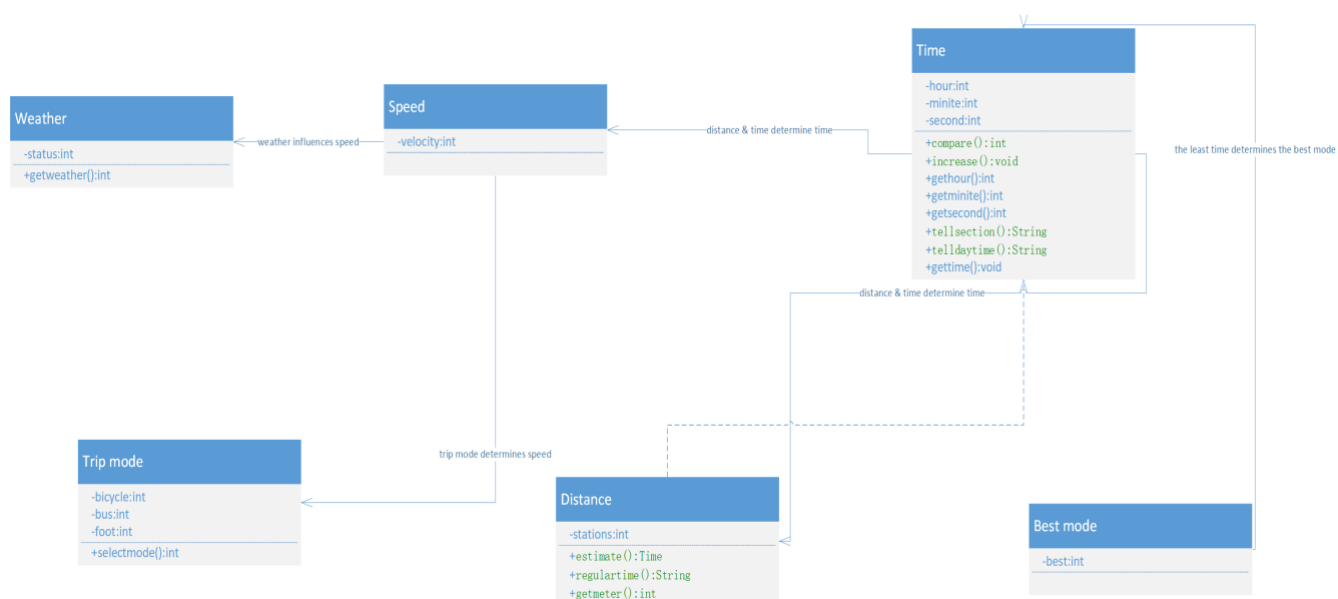 Time
-hour:int
-minite:int
-second:int
+compare():int
+increase():void
+gethour():int
+getminite():int
+getsecond():int
+tellsection():String
+telldaytime():String
+gettime():void
Speed
-velocity:int
Weather
-status:int
+getweather():int
weather influences speed
distance & time determine time
the least time determines the best mode
distance & time determine time
Trip mode
-bicycle:int
-bus:int
-foot:int
+selectmode():int
trip mode determines speed
Distance
-stations:int
+estimate():Time
+regulartime():String
+getmeter():int
Best mode
-best:int